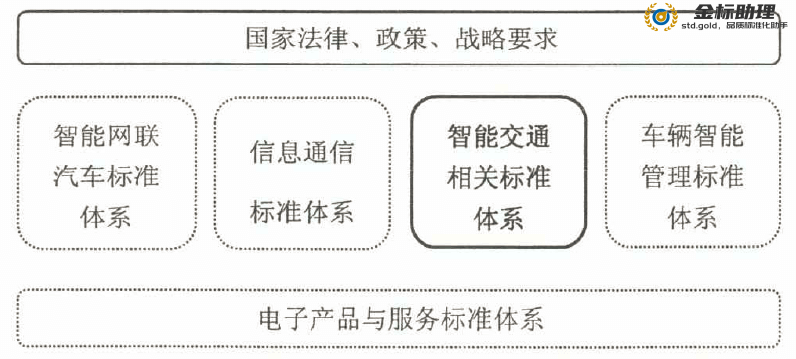 金标助理
std.gold，品质标准化助手
国家法律、政策、战略要求
智能网联
汽车标准
体系
信息通信
标准体系
智能交通
相关标准
体系
车辆智能
管理标准
体系
电子产品与服务标准体系